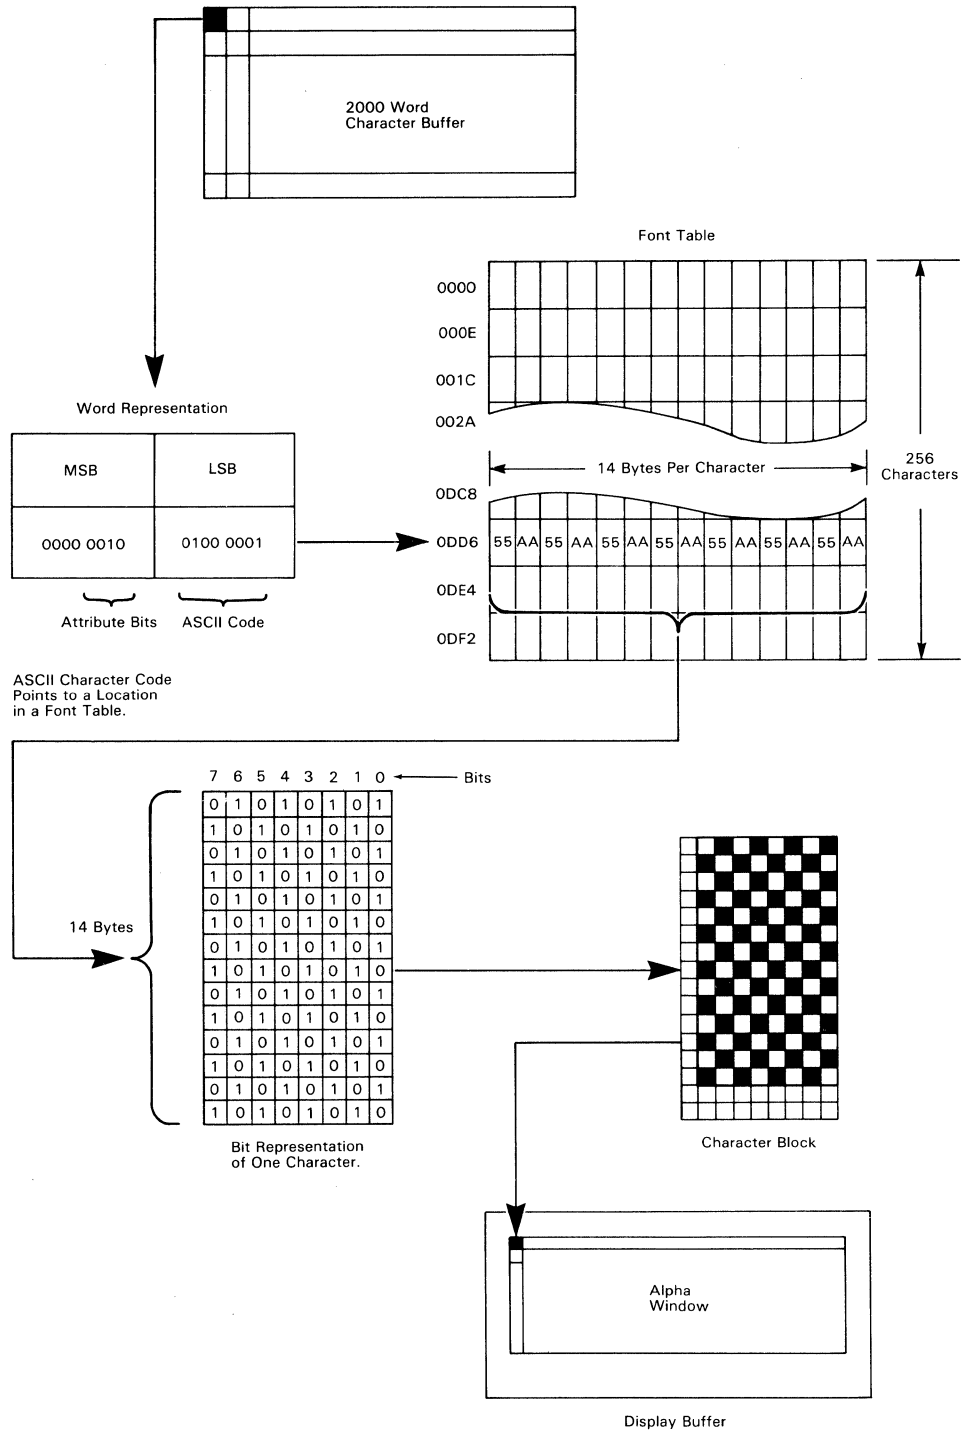 2000 Word
Character Buffer
Font Table
0000
000E
001C
002A
256
Characters
14 Bytes Per Character
0DC8
0DD6 55 AA 55 AA 55 AA 55 AA 55 AA 55 AA 55 AA
0DE4
0DF2
Word Representation
MSB LSB
0000 0010 0100 0001
Attribute Bits ASCII Code
ASCII Character Code
Points to a Location
in a Font Table.
7 6 5 4 3 2 1 0 Bits
0 1 0 1 0 1 0 1
1 0 1 0 1 0 1 0
0 1 0 1 0 1 0 1
1 0 1 0 1 0 1 0
0 1 0 1 0 1 0 1
1 0 1 0 1 0 1 0
0 1 0 1 0 1 0 1
1 0 1 0 1 0 1 0
0 1 0 1 0 1 0 1
1 0 1 0 1 0 1 0
0 1 0 1 0 1 0 1
1 0 1 0 1 0 1 0
0 1 0 1 0 1 0 1
1 0 1 0 1 0 1 0
14 Bytes
Bit Representation
of One Character.
Character Block
Alpha
Window
Display Buffer